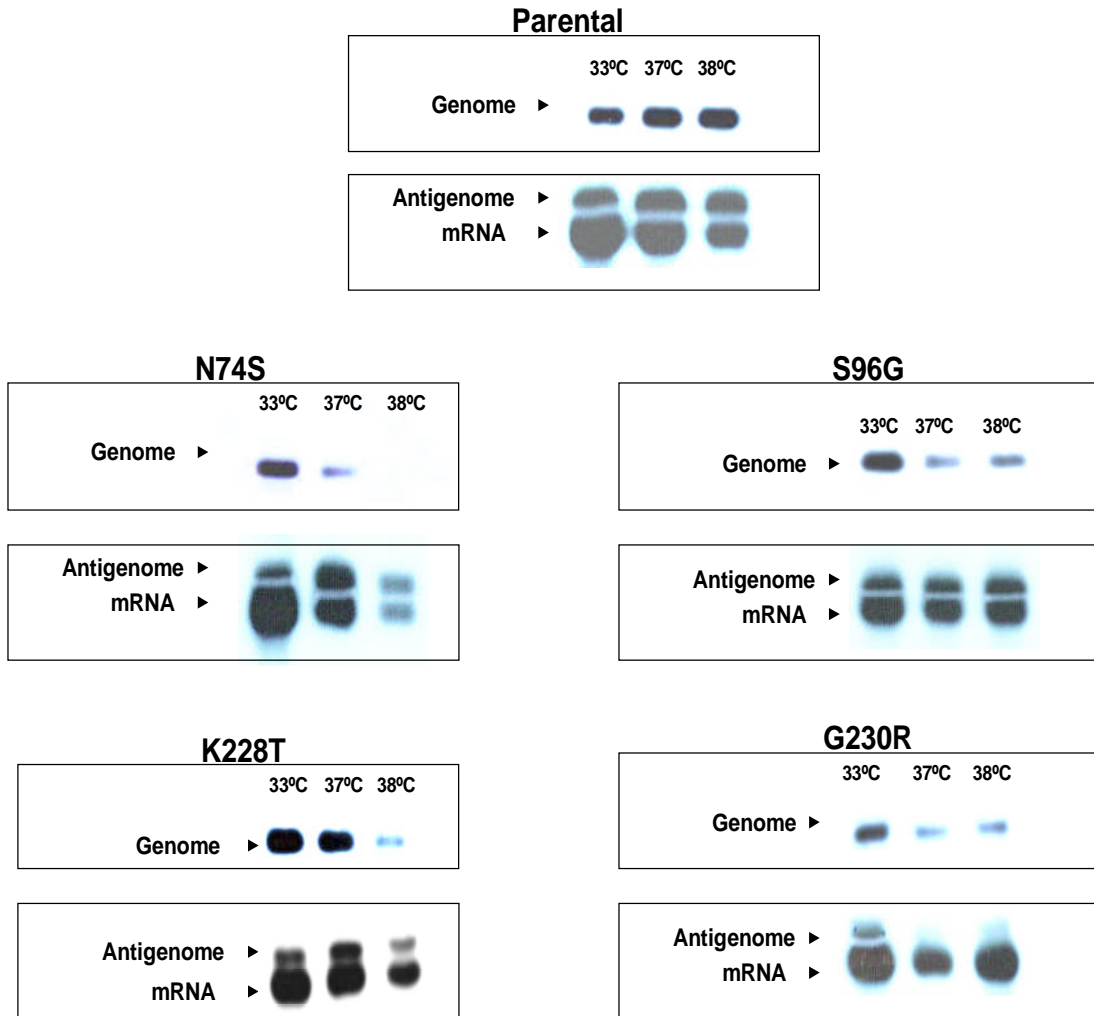 Parental
33ºC 37ºC 38ºC
Genome ►
Antigenome ►
mRNA ►
N74S
33ºC 37ºC 38ºC
Genome ►
Antigenome ►
mRNA ►
S96G
33ºC 37ºC 38ºC
Genome ►
Antigenome ►
mRNA ►
K228T
33ºC 37ºC 38ºC
Genome ►
Antigenome ►
mRNA ►
G230R
33ºC 37ºC 38ºC
Genome ►
Antigenome ►
mRNA ►